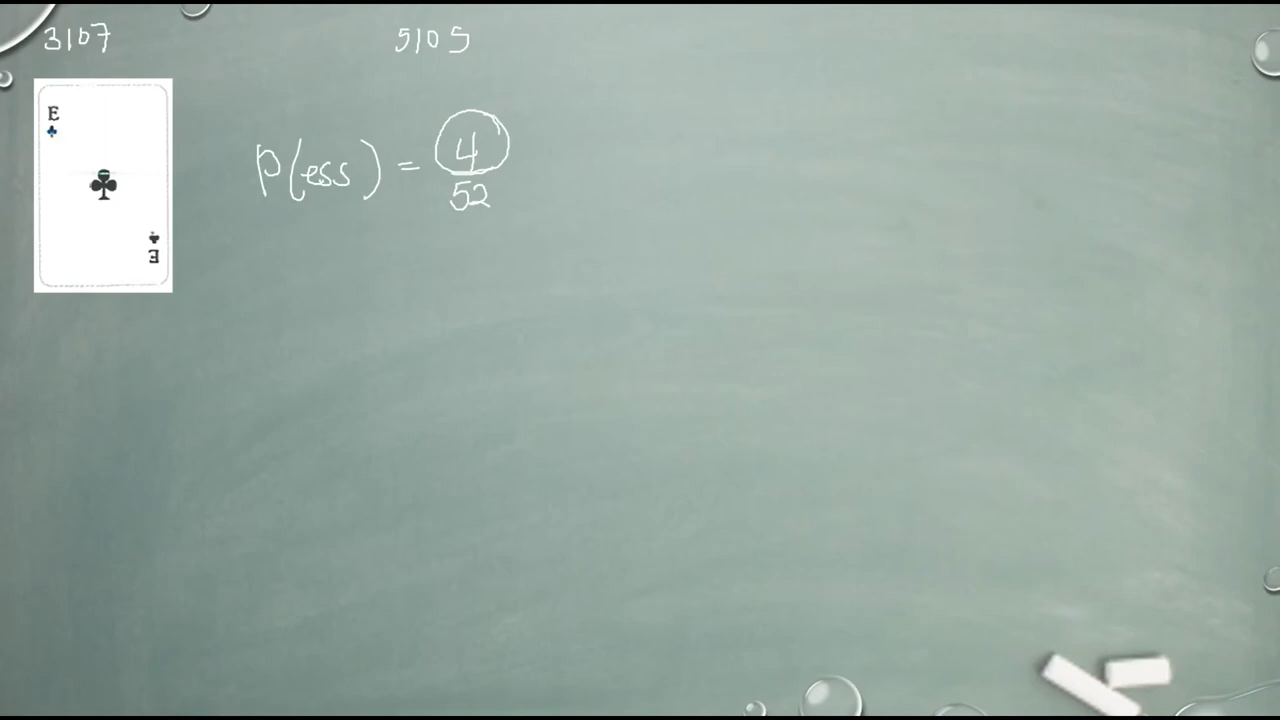 3107
5105
E
P(ess) = 4/52
E